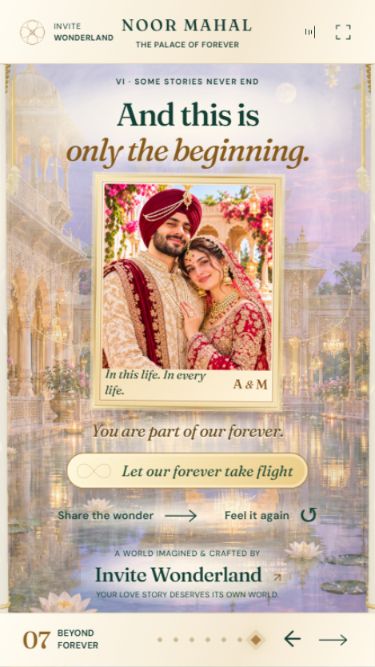 INVITE
WONDERLAND
NOOR MAHAL
THE PALACE OF FOREVER
VI · SOME STORIES NEVER END
And this is
only the beginning.
In this life. In every
life.
A & M
You are part of our forever.
Let our forever take flight
Share the wonder
Feel it again
A WORLD IMAGINED & CRAFTED BY
Invite Wonderland
YOUR LOVE STORY DESERVES ITS OWN WORLD.
07
BEYOND
FOREVER